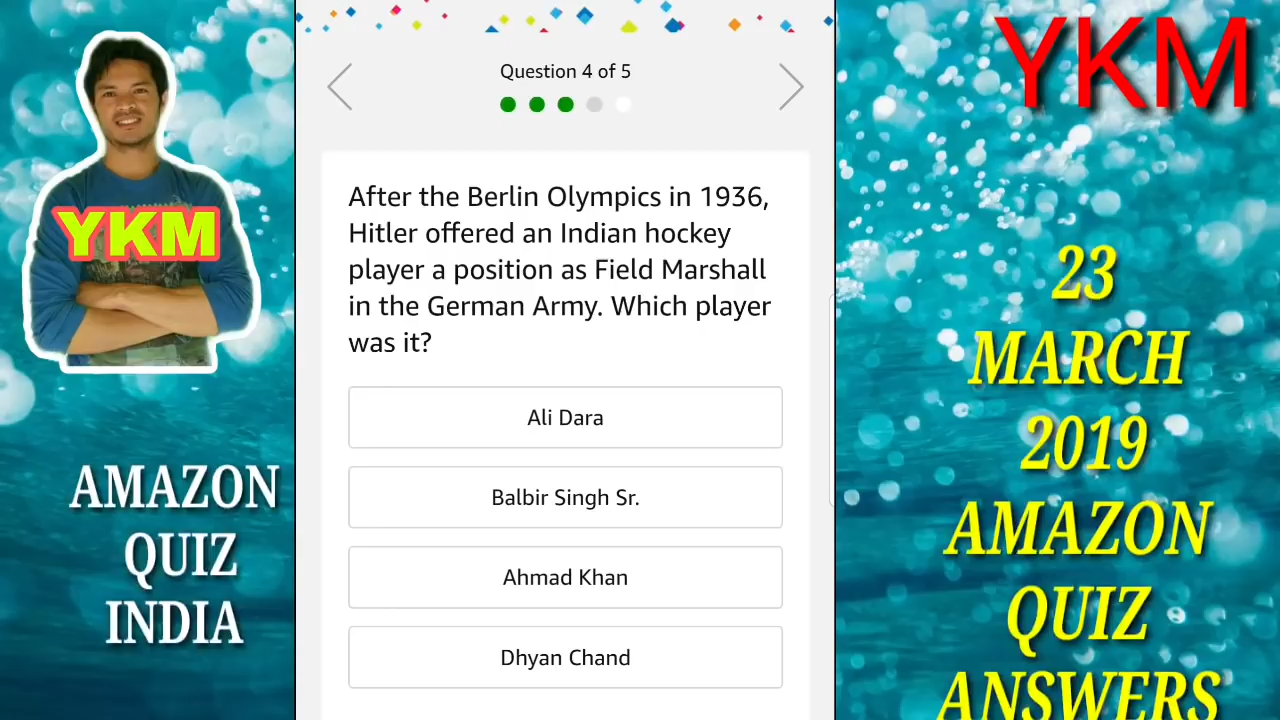 YKM
AMAZON
QUIZ
INDIA
Question 4 of 5
After the Berlin Olympics in 1936,
Hitler offered an Indian hockey
player a position as Field Marshall
in the German Army. Which player
was it?
Ali Dara
Balbir Singh Sr.
Ahmad Khan
Dhyan Chand
YKM
23
MARCH
2019
AMAZON
QUIZ
ANSWERS